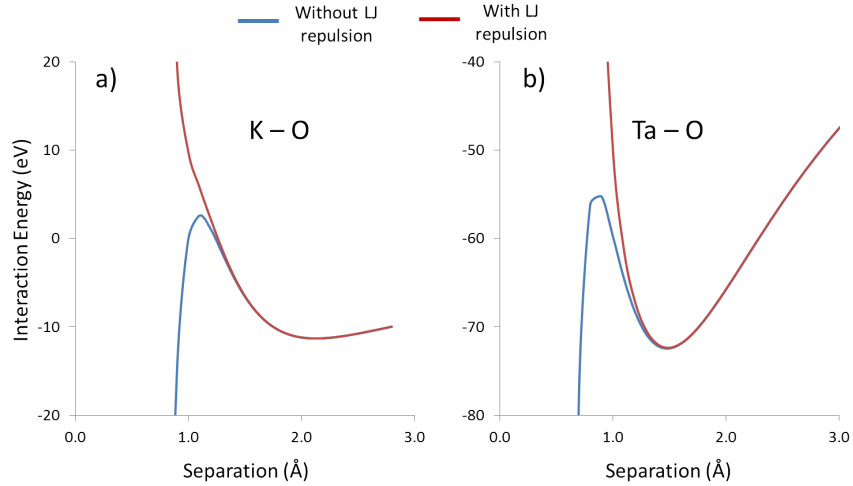 Without LJ
repulsion
With LJ
repulsion
a)
K – O
20
10
0
-10
-20
0.0
1.0
2.0
3.0
Interaction Energy (eV)
Separation (Å)
b)
Ta – O
-40
-50
-60
-70
-80
0.0
1.0
2.0
3.0
Separation (Å)